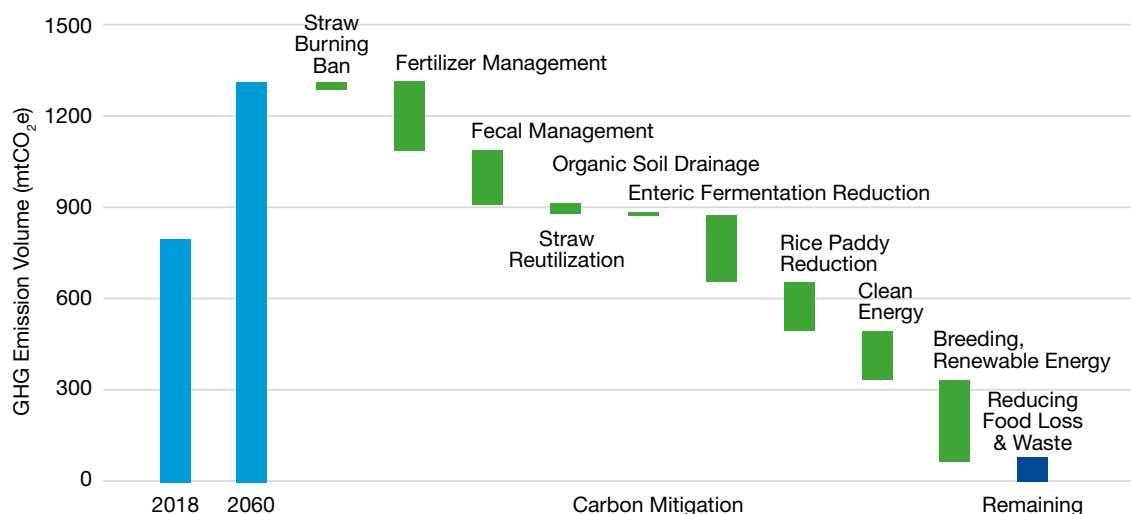 1500
1200
900
600
300
0
GHG Emission Volume (mtCO₂e)
Straw
Burning
Ban
Fertilizer Management
Fecal Management
Organic Soil Drainage
Enteric Fermentation Reduction
Straw
Reutilization
Rice Paddy
Reduction
Clean
Energy
Breeding,
Renewable Energy
Reducing
Food Loss
& Waste
2018
2060
Carbon Mitigation
Remaining